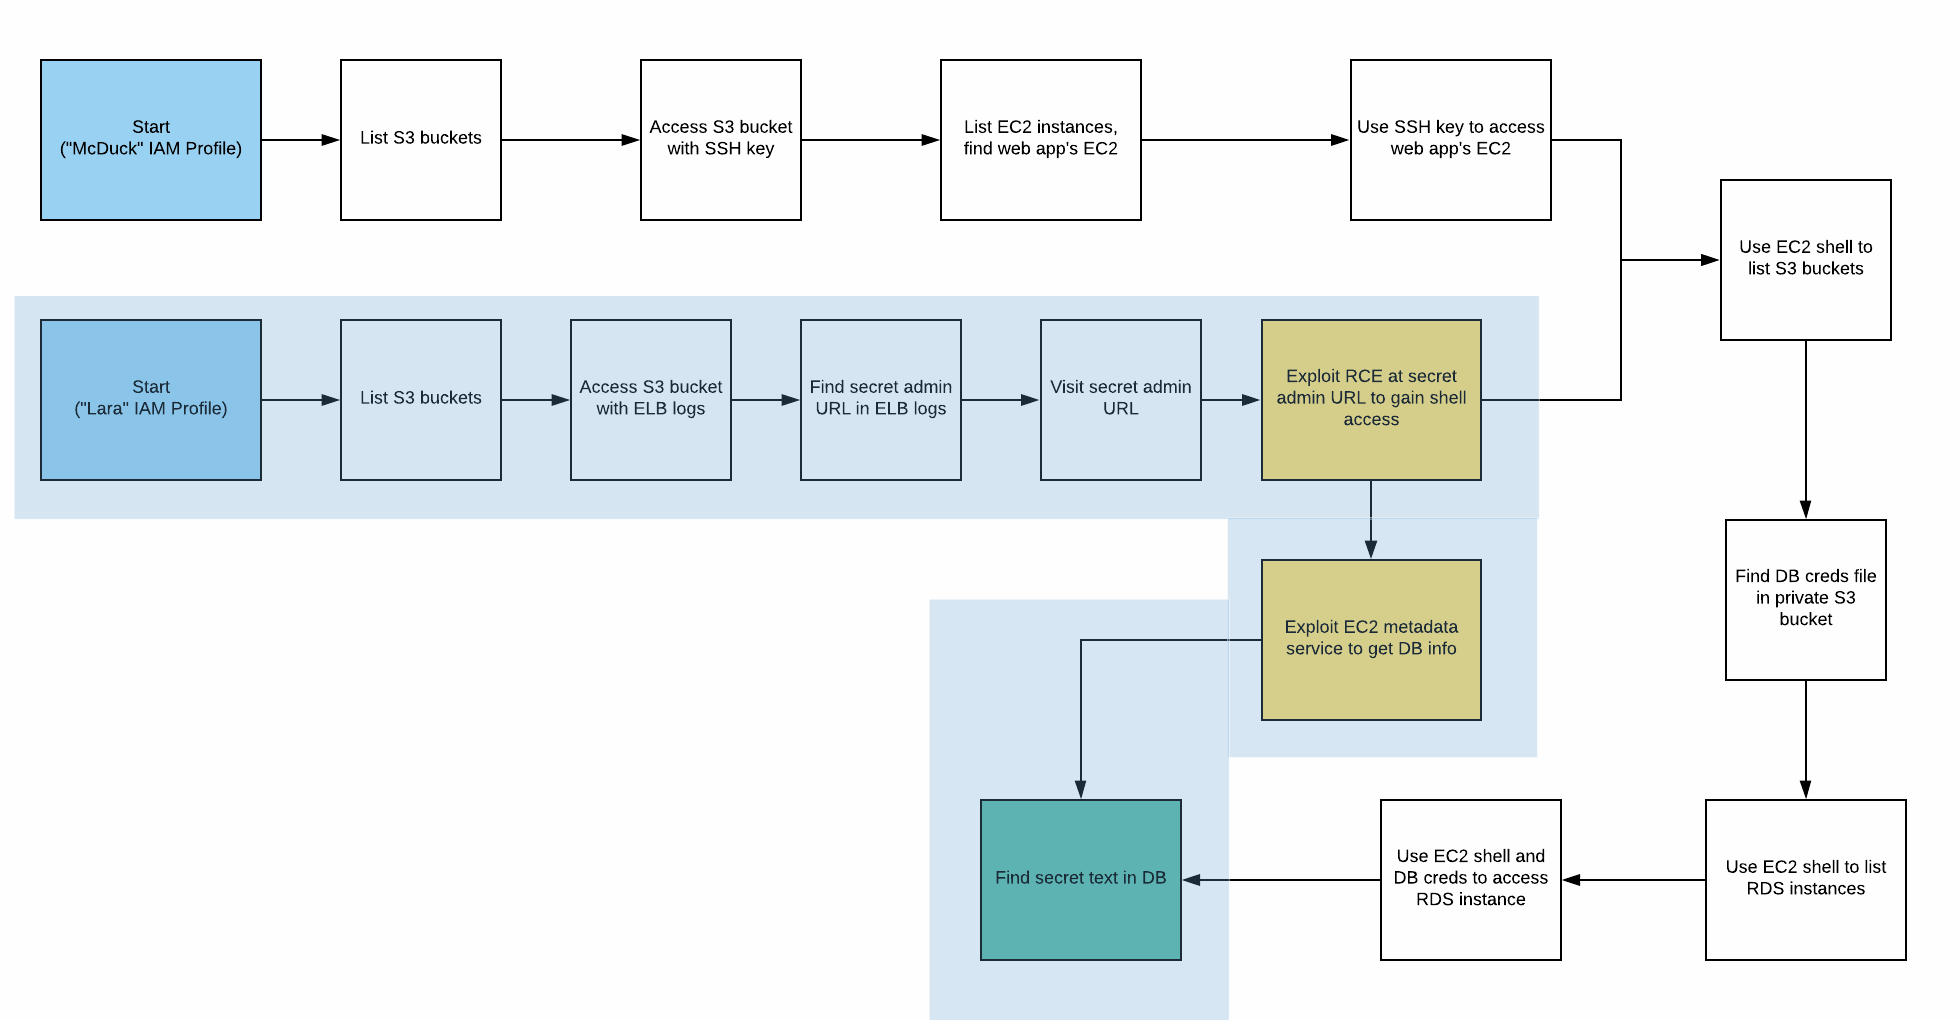 Start
("McDuck" IAM Profile)
List S3 buckets
Access S3 bucket
with SSH key
List EC2 instances,
find web app's EC2
Use SSH key to access
web app's EC2
Use EC2 shell to
list S3 buckets
Start
("Lara" IAM Profile)
List S3 buckets
Access S3 bucket
with ELB logs
Find secret admin
URL in ELB logs
Visit secret admin
URL
Exploit RCE at secret
admin URL to gain shell
access
Exploit EC2 metadata
service to get DB info
Find DB creds file
in private S3
bucket
Find secret text in DB
Use EC2 shell and
DB creds to access
RDS instance
Use EC2 shell to list
RDS instances